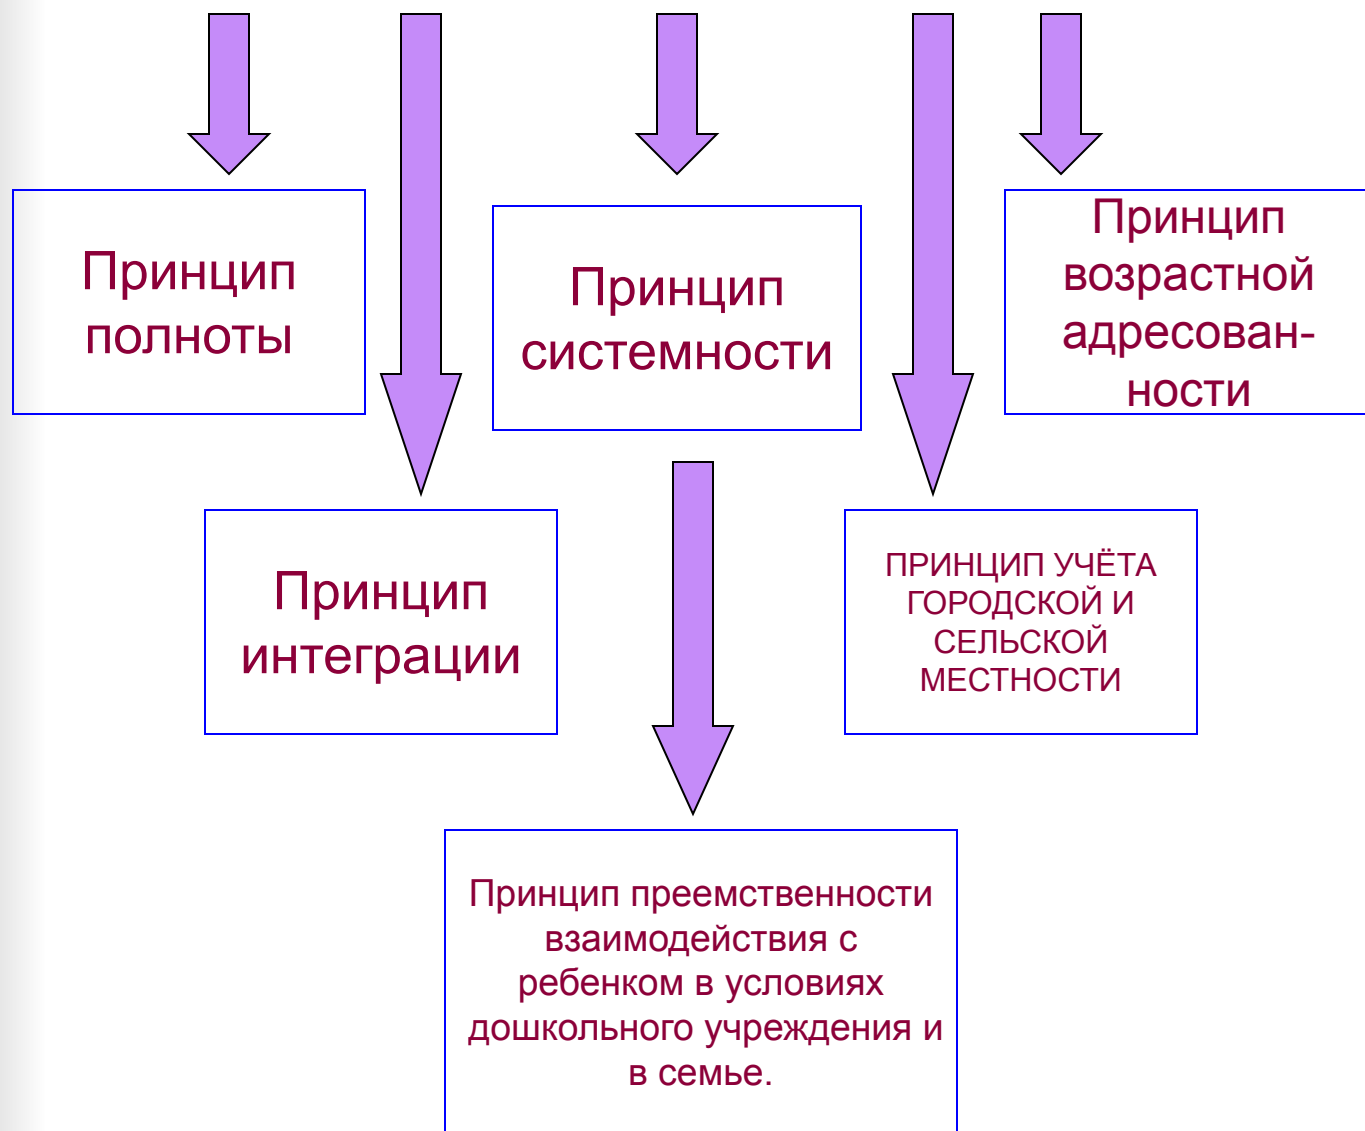 Принцип
полноты
Принцип
системности
Принцип
возрастной
адресован-
ности
Принцип
интеграции
ПРИНЦИП УЧЁТА
ГОРОДСКОЙ И
СЕЛЬСКОЙ
МЕСТНОСТИ
Принцип преемственности
взаимодействия с
ребенком в условиях
дошкольного учреждения и
в семье.